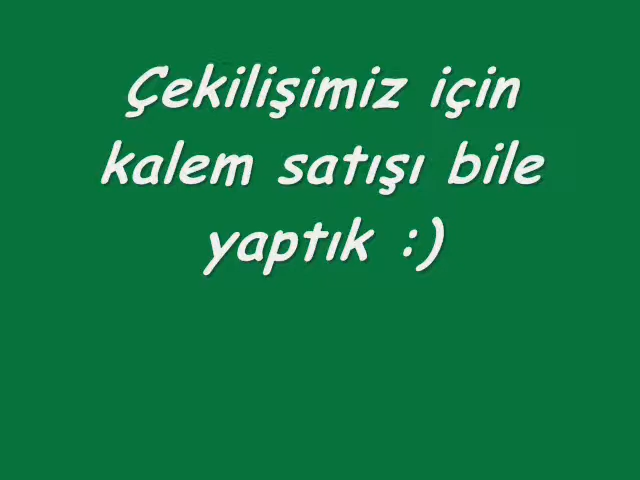 Çekilişimiz için
kalem satışı bile
yaptık :)